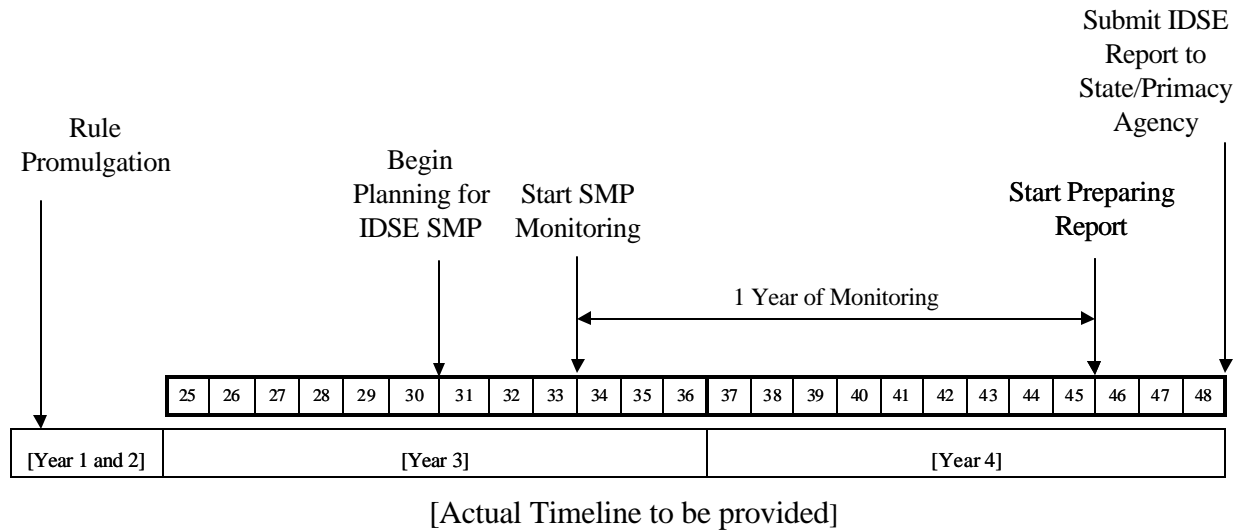 Submit IDSE
Report to
State/Primacy
Agency
Rule
Promulgation
Begin
Planning for
IDSE SMP
Start SMP
Monitoring
Start Preparing
Report
1 Year of Monitoring
25 26 27 28 29 30 31 32 33 34 35 36 37 38 39 40 41 42 43 44 45 46 47 48
[Year 1 and 2] [Year 3] [Year 4]
[Actual Timeline to be provided]